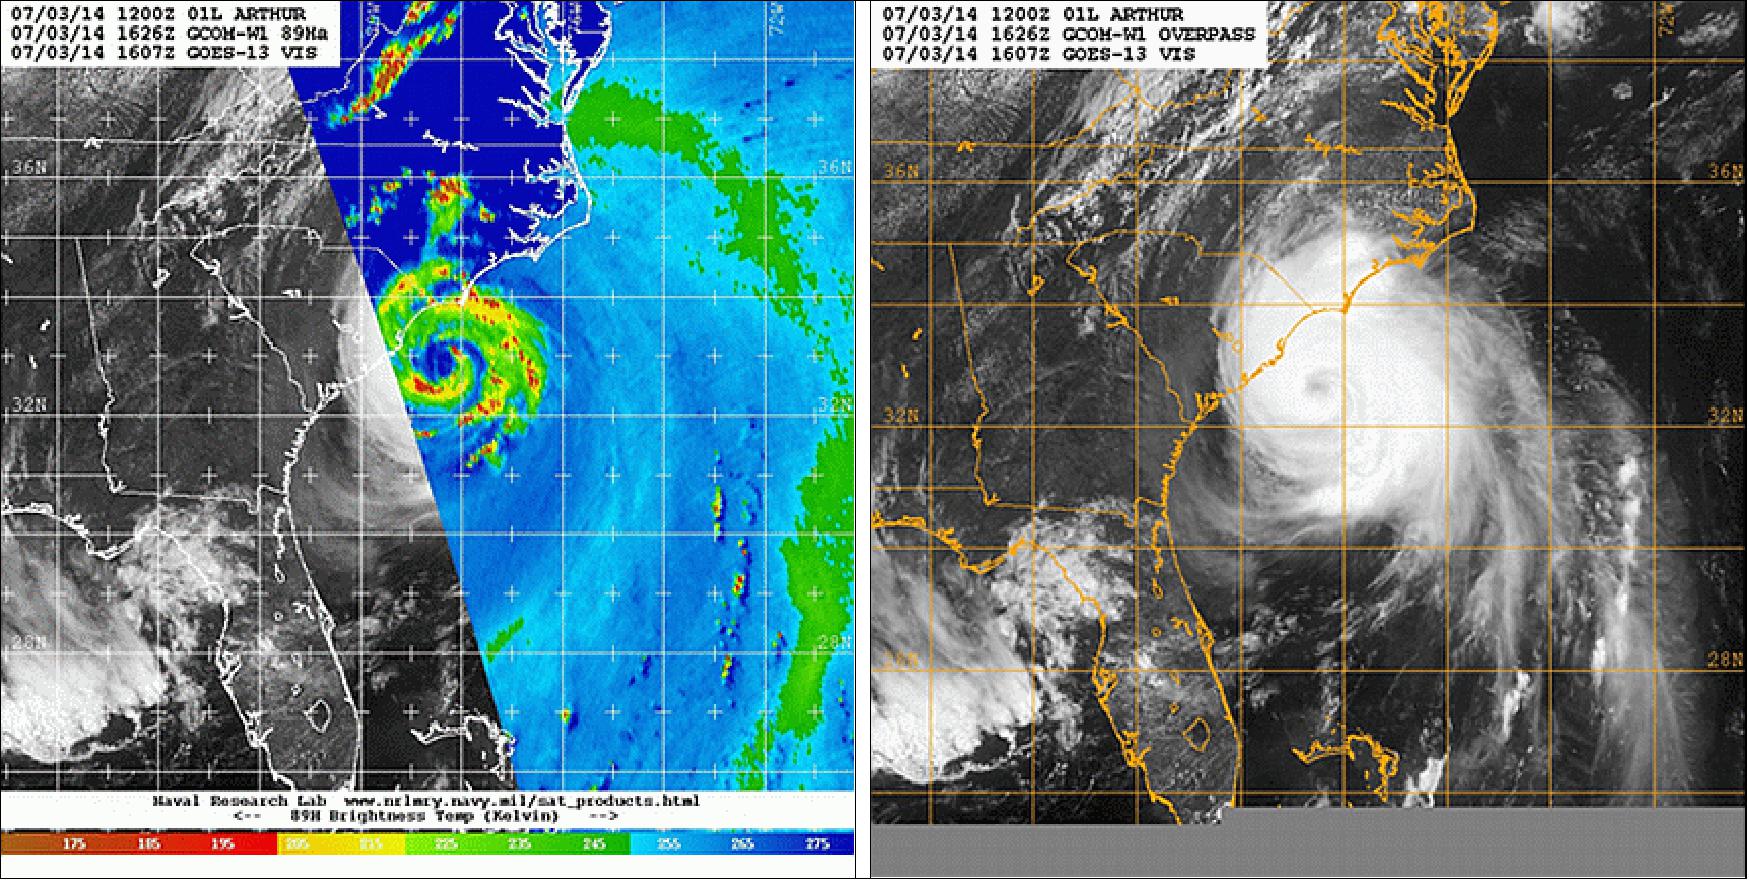 07/03/14 1200Z 01L ARTHUR
07/03/14 1626Z GCOM-W1 89Ha
07/03/14 1607Z GOES-13 VIS
72W
36N
36N
32N
32N
28N
28N
Naval Research Lab www.nrlmry.navy.mil/sat_products.html
<-- 89H Brightness Temp (Kelvin) -->
175 185 195 205 215 225 235 245 255 265 275
07/03/14 1200Z 01L ARTHUR
07/03/14 1626Z GCOM-W1 OVERPASS
07/03/14 1607Z GOES-13 VIS
72W
36N
36N
32N
32N
28N
28N